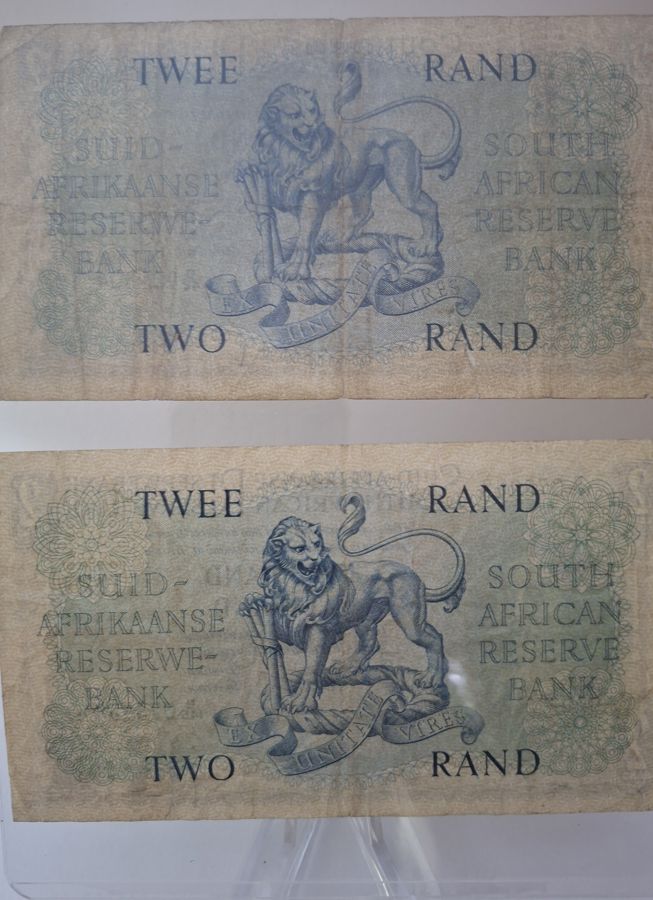 TWEE RAND
SUID-
AFRIKAANSE
RESERWE-
BANK
SOUTH
AFRICAN
RESERVE
BANK
EX UNITATE VIRES
TWO RAND
TWEE RAND
SUID-
AFRIKAANSE
RESERWE-
BANK
SOUTH
AFRICAN
RESERVE
BANK
EX UNITATE VIRES
TWO RAND